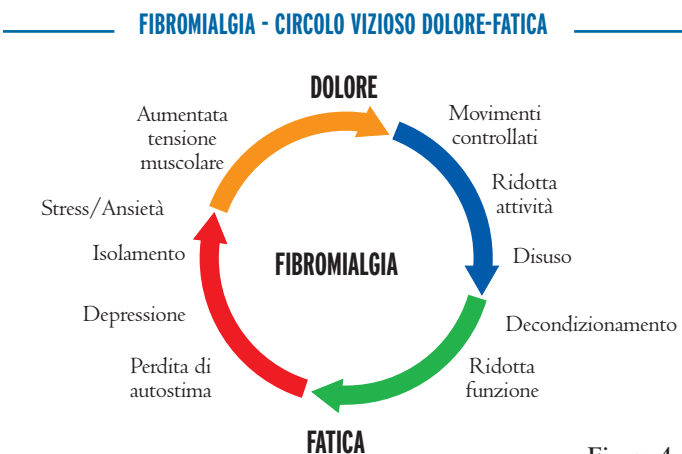 FIBROMIALGIA - CIRCOLO VIZIOSO DOLORE-FATICA
DOLORE
Movimenti
controllati
Ridotta
attività
Disuso
Decondizionamento
Ridotta
funzione
FATICA
Perdita di
autostima
Depressione
Isolamento
Stress/Ansietà
Aumentata
tensione
muscolare
FIBROMIALGIA